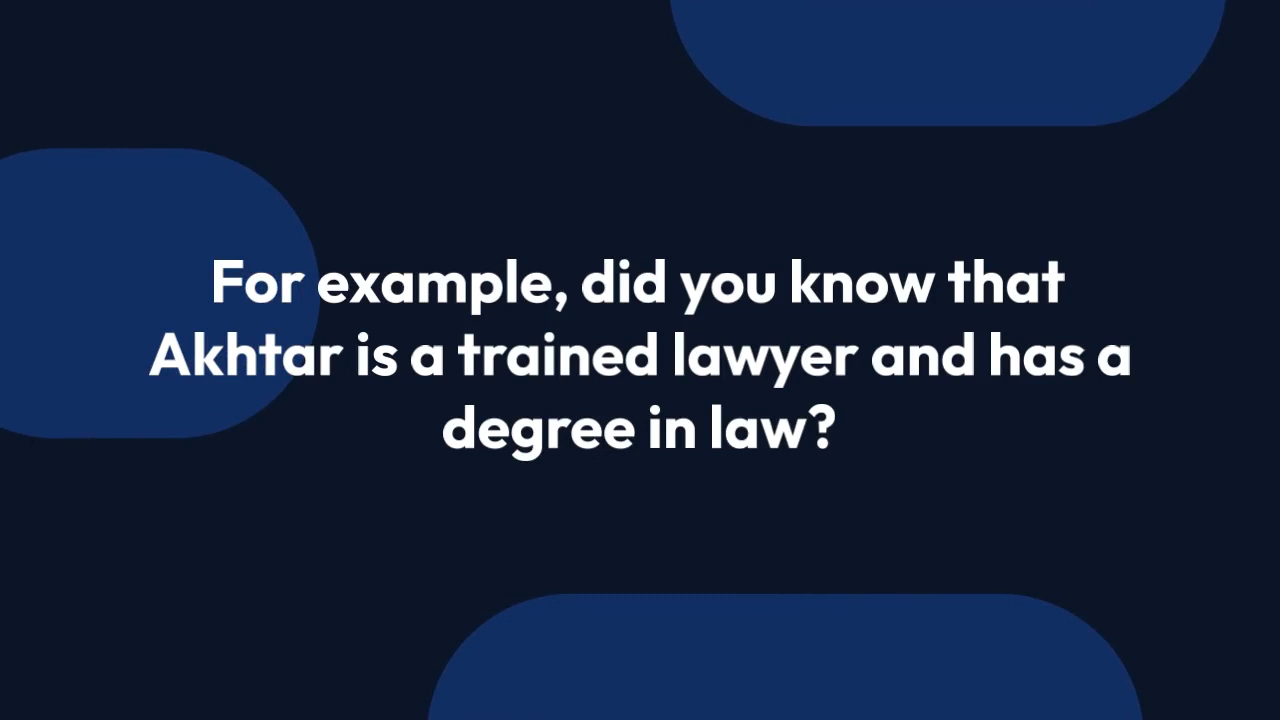 For example, did you know that
Akhtar is a trained lawyer and has a
degree in law?